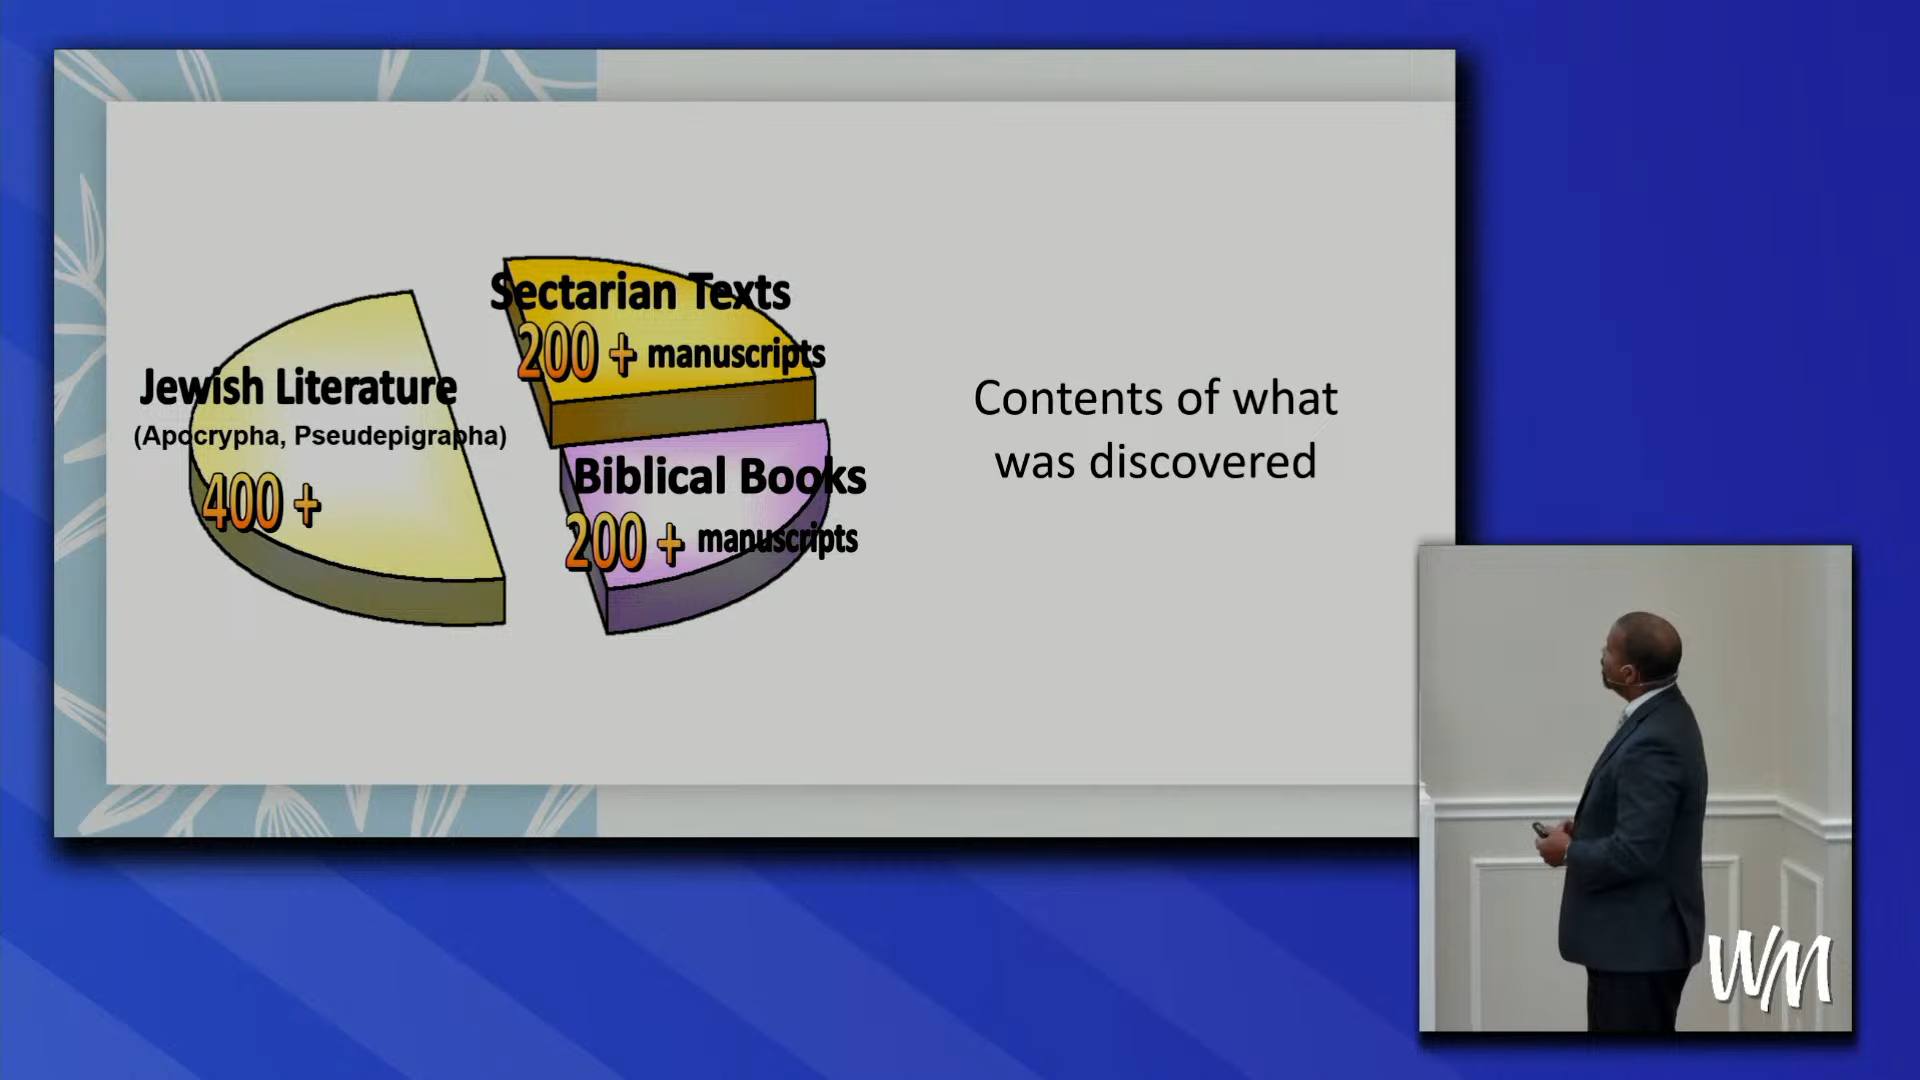 Sectarian Texts
200 + manuscripts
Jewish Literature
(Apocrypha, Pseudepigrapha)
400 +
Biblical Books
200 + manuscripts
Contents of what
was discovered
WM